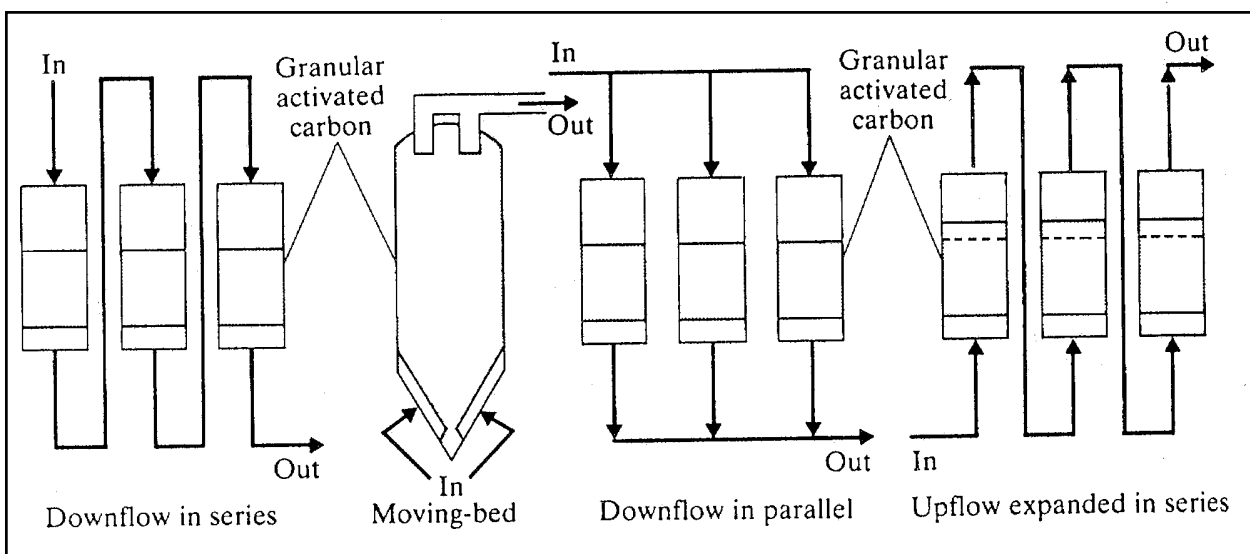 In
Granular
activated
carbon
Out
In
Granular
activated
carbon
Out
Out
In
Out
In
Downflow in series
Moving-bed
Downflow in parallel
Upflow expanded in series